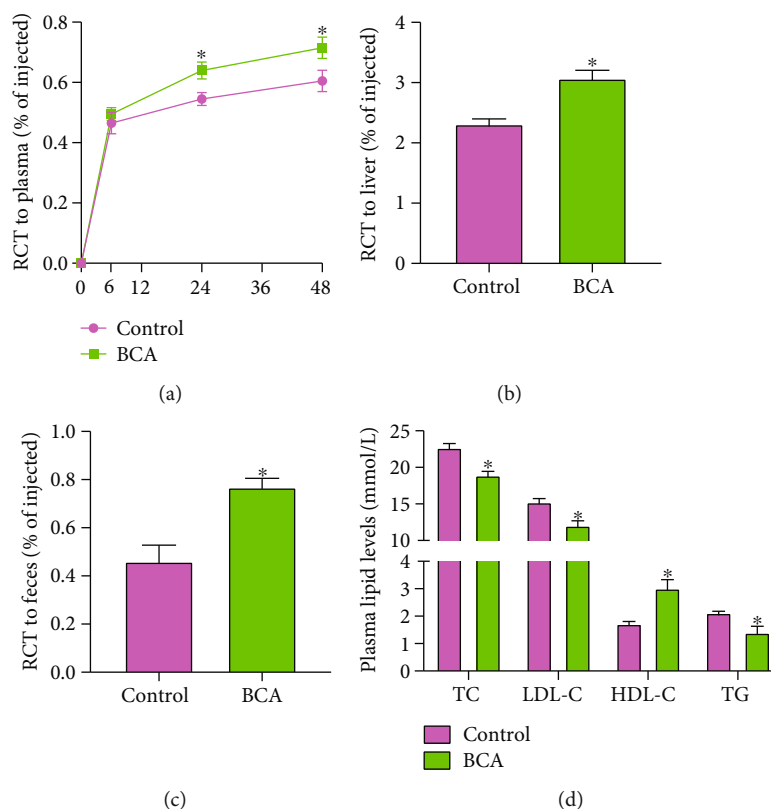 0.8
0.6
0.4
0.2
0.0
RCT to plasma (% of injected)
*
*
0
6
12
24
36
48
Control
BCA
(a)
4
3
2
1
0
RCT to liver (% of injected)
*
Control
BCA
(b)
1.0
0.8
0.6
0.4
0.2
0.0
RCT to feces (% of injected)
*
Control
BCA
(c)
25
20
15
10
4
3
2
1
0
Plasma lipid levels (mmol/L)
*
*
*
*
TC
LDL-C
HDL-C
TG
Control
BCA
(d)